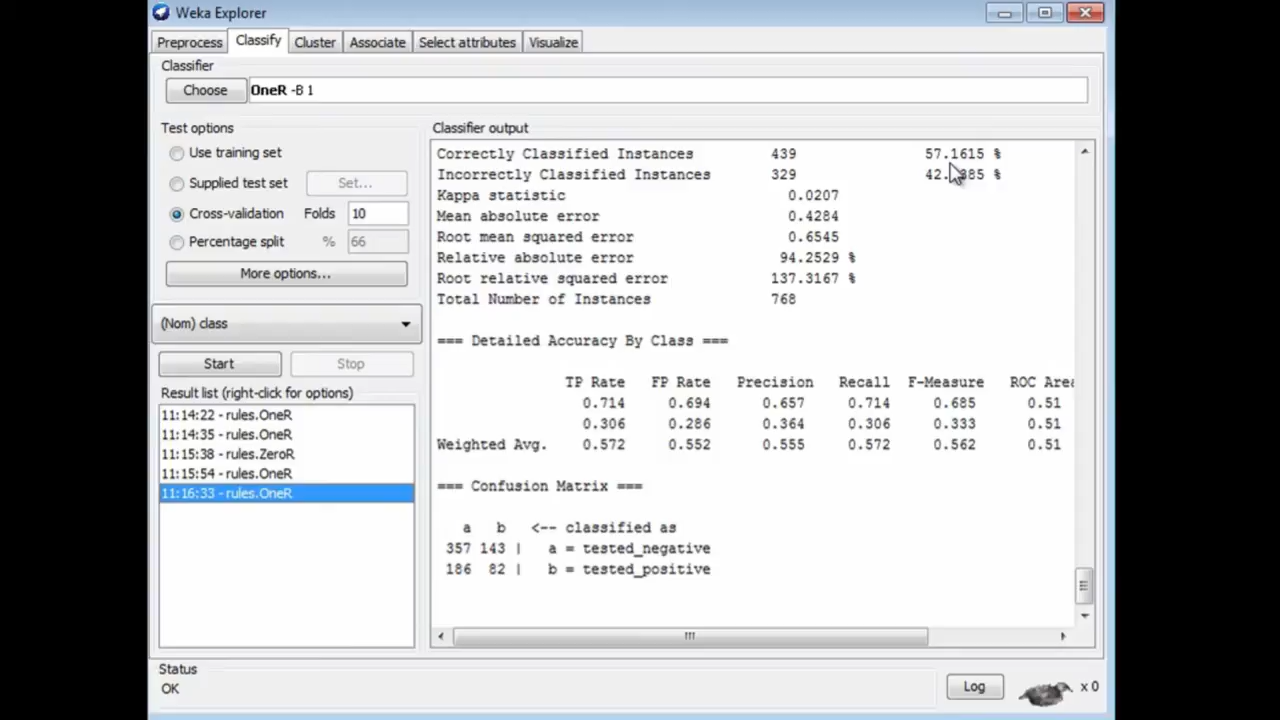 Weka Explorer
Preprocess Classify Cluster Associate Select attributes Visualize
Classifier
Choose OneR -B 1
Test options
Use training set
Supplied test set Set...
Cross-validation Folds 10
Percentage split % 66
More options...
(Nom) class
Start Stop
Result list (right-click for options)
11:14:22 - rules.OneR
11:14:35 - rules.OneR
11:15:38 - rules.ZeroR
11:15:54 - rules.OneR
11:16:33 - rules.OneR
Classifier output
Correctly Classified Instances 439 57.1615 %
Incorrectly Classified Instances 329 %
Kappa statistic 0.0207
Mean absolute error 0.4284
Root mean squared error 0.6545
Relative absolute error 94.2529 %
Root relative squared error 137.3167 %
Total Number of Instances 768
=== Detailed Accuracy By Class ===
TP Rate FP Rate Precision Recall F-Measure ROC Area
0.714 0.694 0.657 0.714 0.685 0.51
0.306 0.286 0.364 0.306 0.333 0.51
Weighted Avg. 0.572 0.552 0.555 0.572 0.562 0.51
=== Confusion Matrix ===
a b <-- classified as
357 143 | a = tested_negative
186 82 | b = tested_positive
Status
OK
Log
x 0